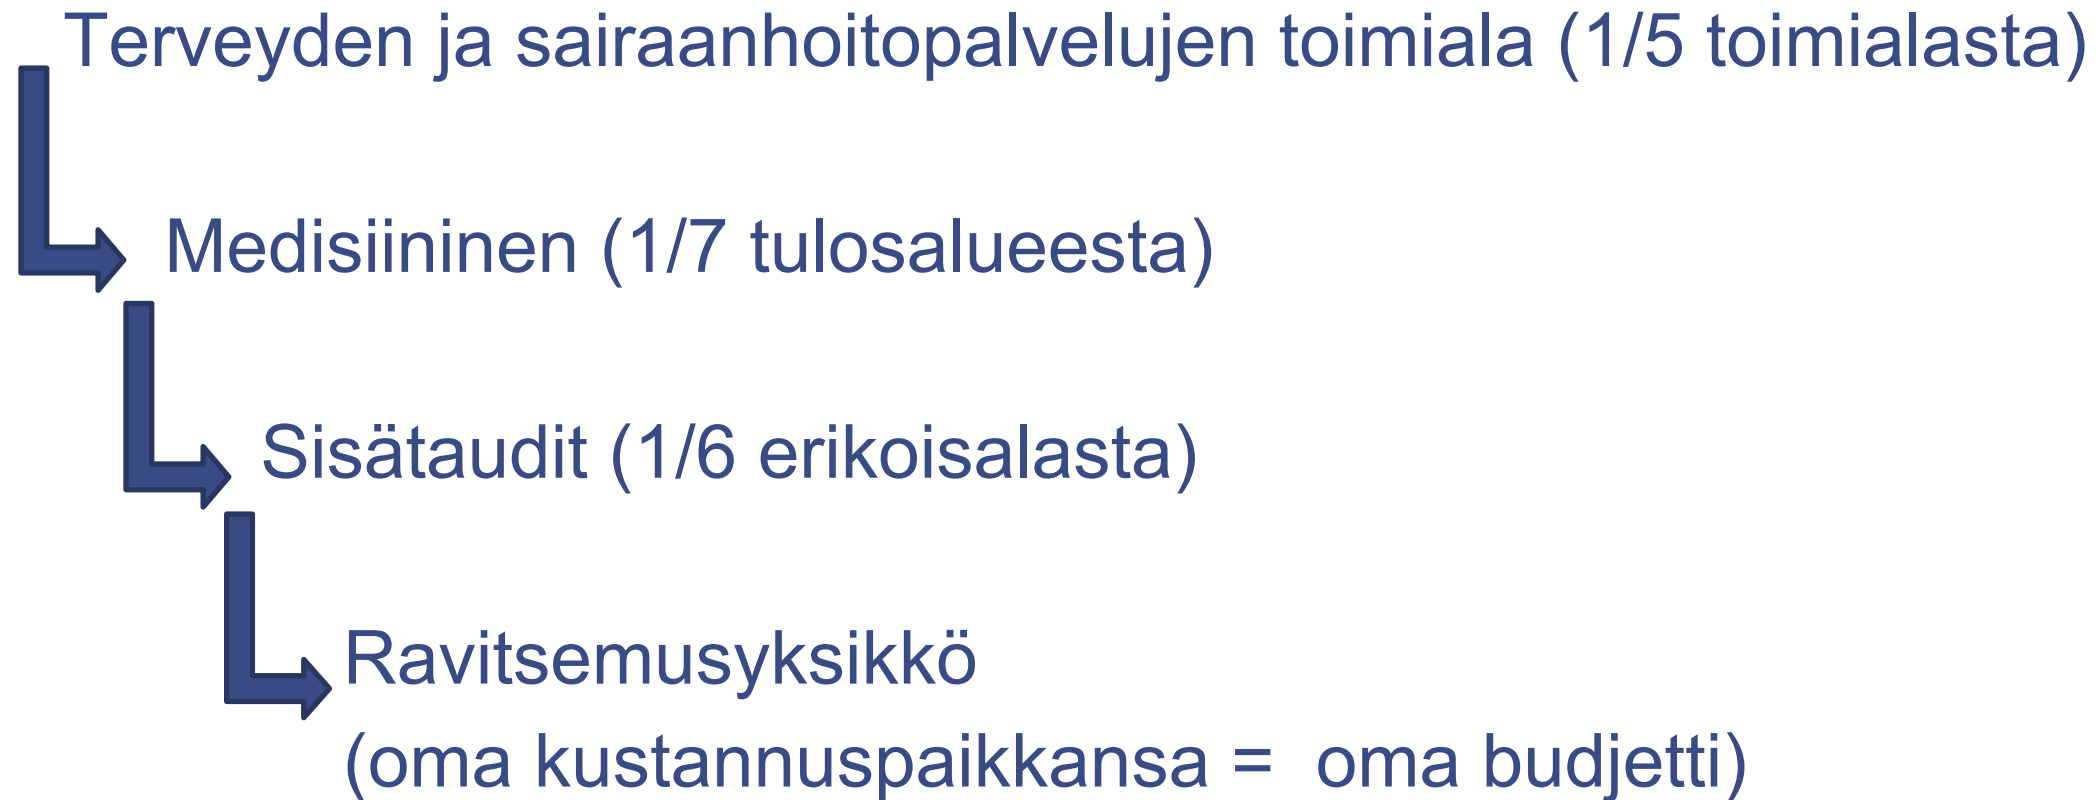 Terveyden ja sairaanhoitopalvelujen toimiala (1/5 toimialasta)
Medisiininen (1/7 tulosalueesta)
Sisätaudit (1/6 erikoisalasta)
Ravitsemusyksikkö
(oma kustannuspaikkansa = oma budjetti)